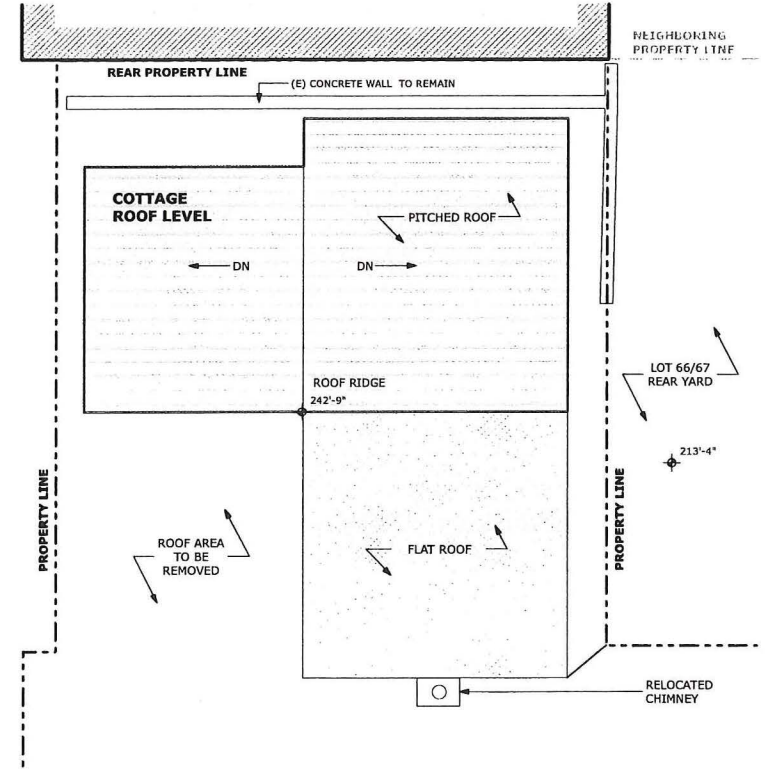 NEIGHBORING
PROPERTY LINE
REAR PROPERTY LINE
(E) CONCRETE WALL TO REMAIN
COTTAGE
ROOF LEVEL
PITCHED ROOF
DN
DN
ROOF RIDGE
242'-9"
LOT 66/67
REAR YARD
213'-4"
PROPERTY LINE
PROPERTY LINE
ROOF AREA
TO BE
REMOVED
FLAT ROOF
RELOCATED
CHIMNEY